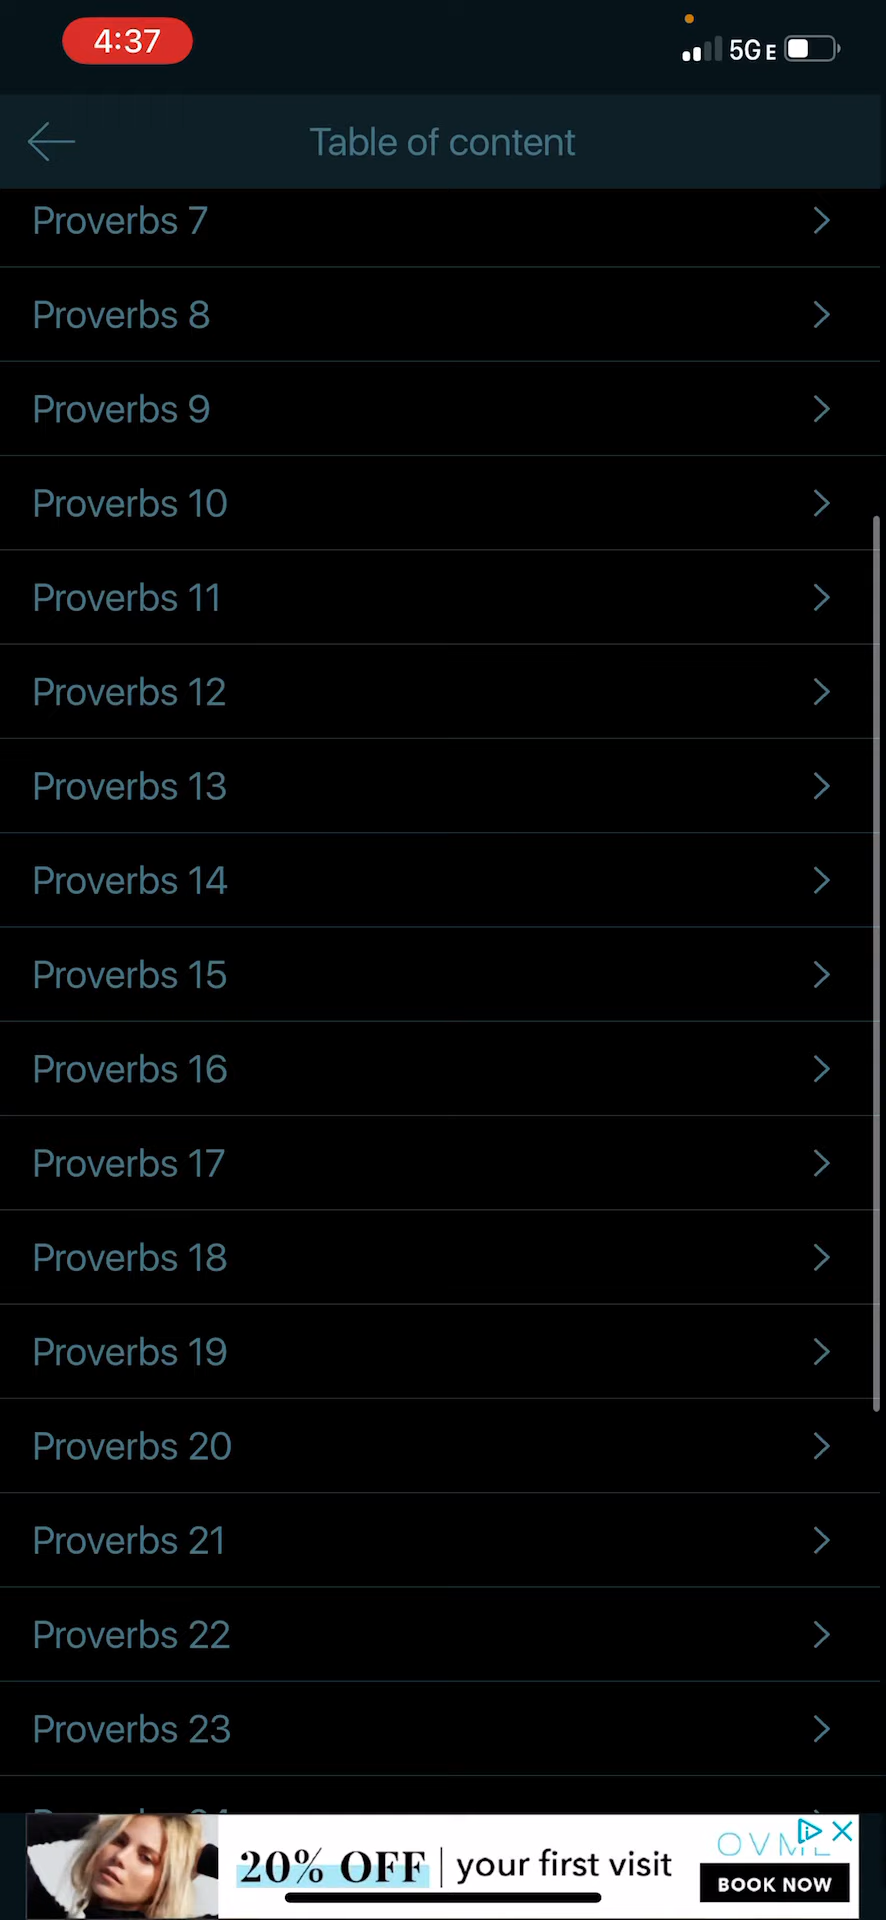 4:37
5G E
Table of content
Proverbs 7
Proverbs 8
Proverbs 9
Proverbs 10
Proverbs 11
Proverbs 12
Proverbs 13
Proverbs 14
Proverbs 15
Proverbs 16
Proverbs 17
Proverbs 18
Proverbs 19
Proverbs 20
Proverbs 21
Proverbs 22
Proverbs 23
20% OFF your first visit
BOOK NOW